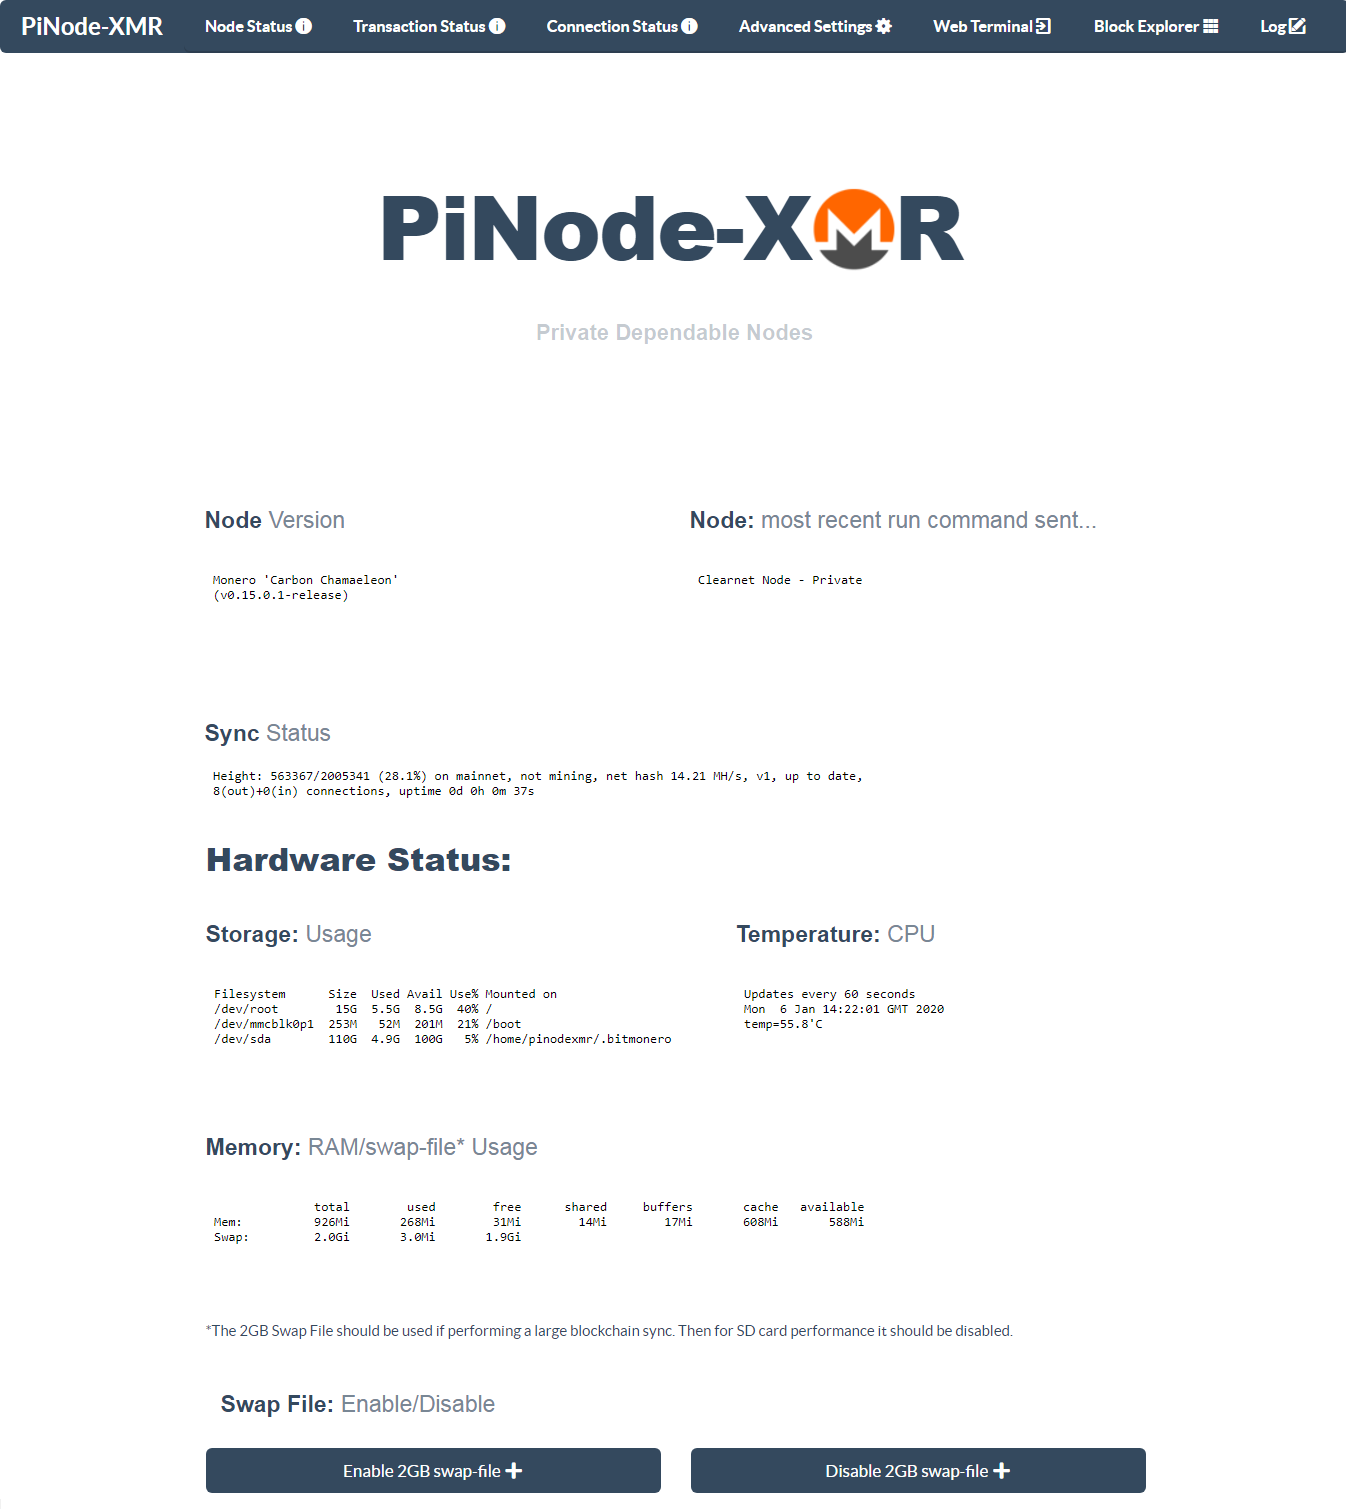 PiNode-XMR Node Status Transaction Status Connection Status Advanced Settings Web Terminal Block Explorer Log
PiNode-XMR
Private Dependable Nodes
Node Version
Node: most recent run command sent...
Monero 'Carbon Chamaeleon'
(v0.15.0.1-release)
Clearnet Node - Private
Sync Status
Height: 563367/2005341 (28.1%) on mainnet, not mining, net hash 14.21 MH/s, v1, up to date,
8(out)+0(in) connections, uptime 0d 0h 0m 37s
Hardware Status:
Storage: Usage
Filesystem Size Used Avail Use% Mounted on
/dev/root 15G 5.5G 8.5G 40% /
/dev/mmcblk0p1 253M 52M 201M 21% /boot
/dev/sda 110G 4.9G 100G 5% /home/pinodexmr/.bitmonero
Temperature: CPU
Updates every 60 seconds
Mon 6 Jan 14:22:01 GMT 2020
temp=55.8'C
Memory: RAM/swap-file* Usage
total used free shared buffers cache available
Mem: 926Mi 268Mi 31Mi 14Mi 17Mi 608Mi 588Mi
Swap: 2.0Gi 3.0Mi 1.9Gi
*The 2GB Swap File should be used if performing a large blockchain sync. Then for SD card performance it should be disabled.
Swap File: Enable/Disable
Enable 2GB swap-file
Disable 2GB swap-file